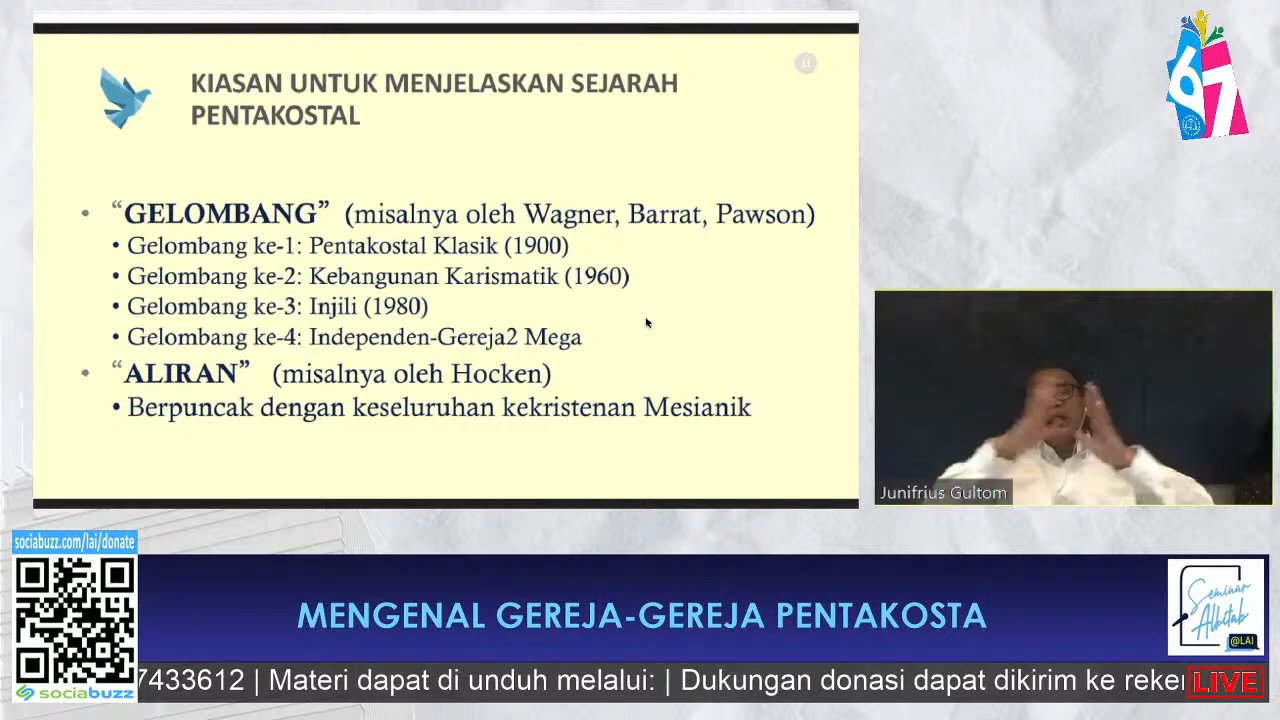 11
KIASAN UNTUK MENJELASKAN SEJARAH
PENTAKOSTAL
• “GELOMBANG” (misalnya oleh Wagner, Barrat, Pawson)
• Gelombang ke-1: Pentakostal Klasik (1900)
• Gelombang ke-2: Kebangunan Karismatik (1960)
• Gelombang ke-3: Injili (1980)
• Gelombang ke-4: Independen-Gereja2 Mega
• “ALIRAN” (misalnya oleh Hocken)
• Berpuncak dengan keseluruhan kekristenan Mesianik
67
Junifrius Gultom
sociabuzz.com/lai/donate
sociabuzz
MENGENAL GEREJA-GEREJA PENTAKOSTA
Seminar
Alkitab
@LAI
7433612 | Materi dapat di unduh melalui: | Dukungan donasi dapat dikirim ke reke
LIVE